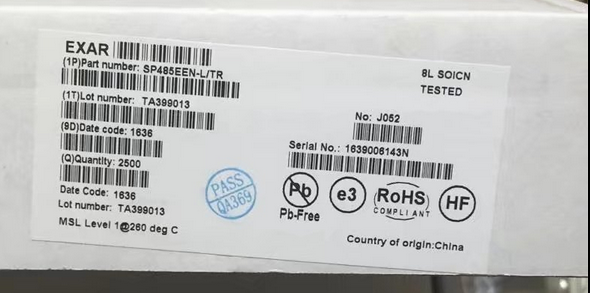 EXAR
(1P)Part number: SP485EEN-L/TR
8L SOICN
TESTED
(1T)Lot number: TA399013
No: J052
(9D)Date code: 1636
Serial No.: 1639006143N
(Q)Quantity: 2500
PASS
QA369
Pb
Pb-Free
e3
RoHS
COMPLIANT
HF
Date Code: 1636
Lot number: TA399013
MSL Level 1@260 deg C
Country of origin:China